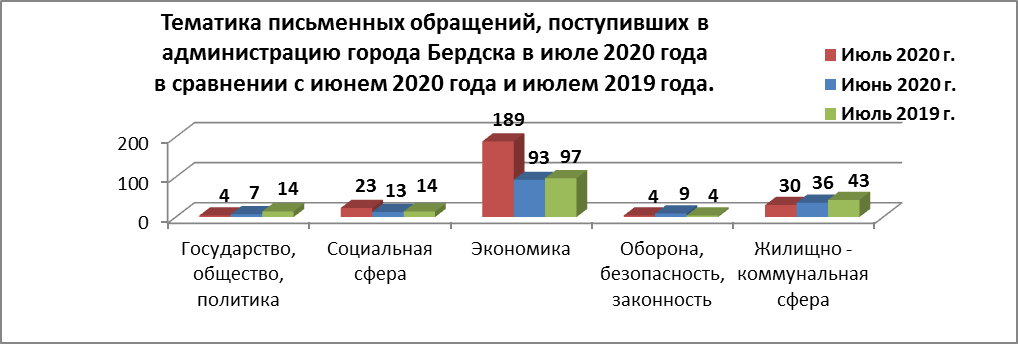 Тематика письменных обращений, поступивших в
администрацию города Бердска в июле 2020 года
в сравнении с июнем 2020 года и июлем 2019 года.
Июль 2020 г.
Июнь 2020 г.
Июль 2019 г.
200
100
0
4 7 14
23 13 14
189 93 97
4 9 4
30 36 43
Государство,
общество,
политика
Социальная
сфера
Экономика
Оборона,
безопасность,
законность
Жилищно -
коммунальная
сфера